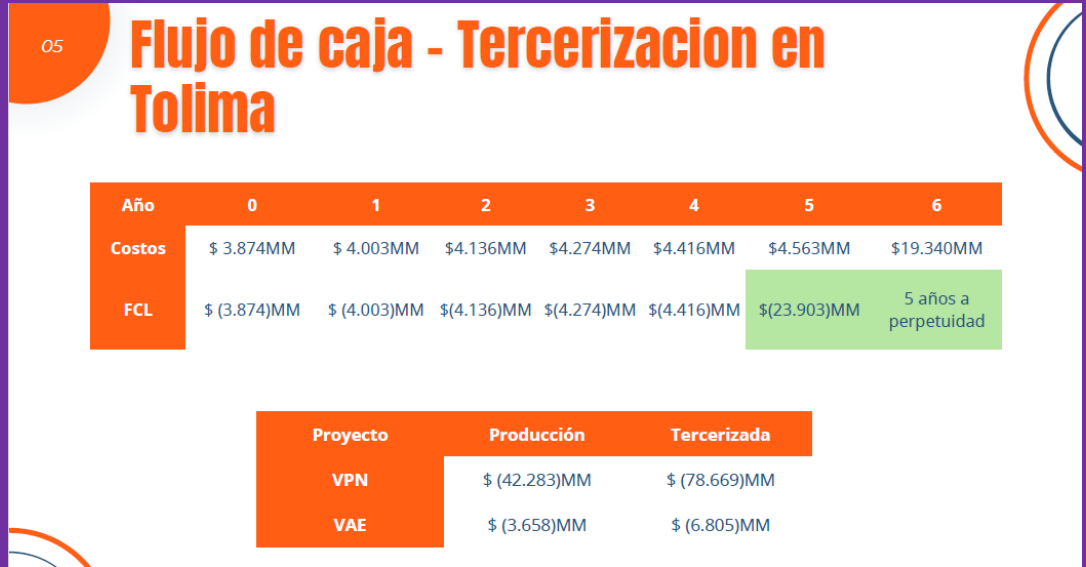 05
Flujo de caja - Tercerizacion en
Tolima
Año 0 1 2 3 4 5 6
Costos $ 3.874MM $ 4.003MM $4.136MM $4.274MM $4.416MM $4.563MM $19.340MM
FCL $ (3.874)MM $ (4.003)MM $(4.136)MM $(4.274)MM $(4.416)MM $(23.903)MM 5 años a
perpetuidad
Proyecto Producción Tercerizada
VPN $ (42.283)MM $ (78.669)MM
VAE $ (3.658)MM $ (6.805)MM